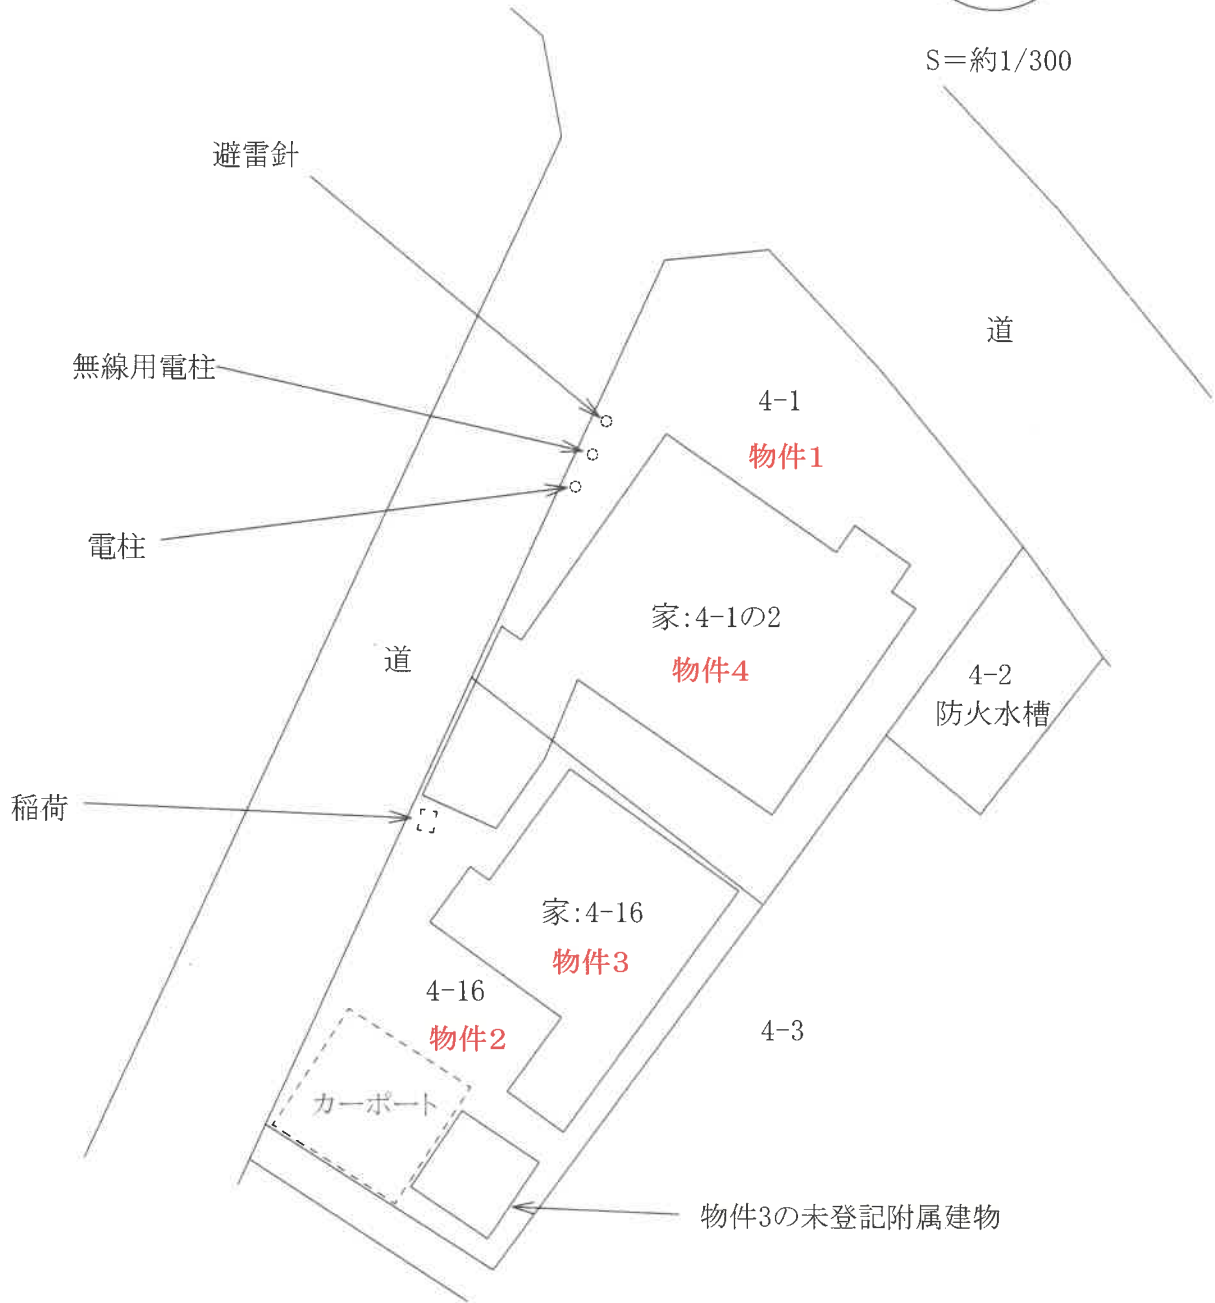 S=約1/300
避雷針
道
無線用電柱
4-1
物件1
電柱
家:4-1の2
物件4
道
4-2
防火水槽
稲荷
家:4-16
物件3
4-16
物件2
4-3
カーポート
物件3の未登記附属建物